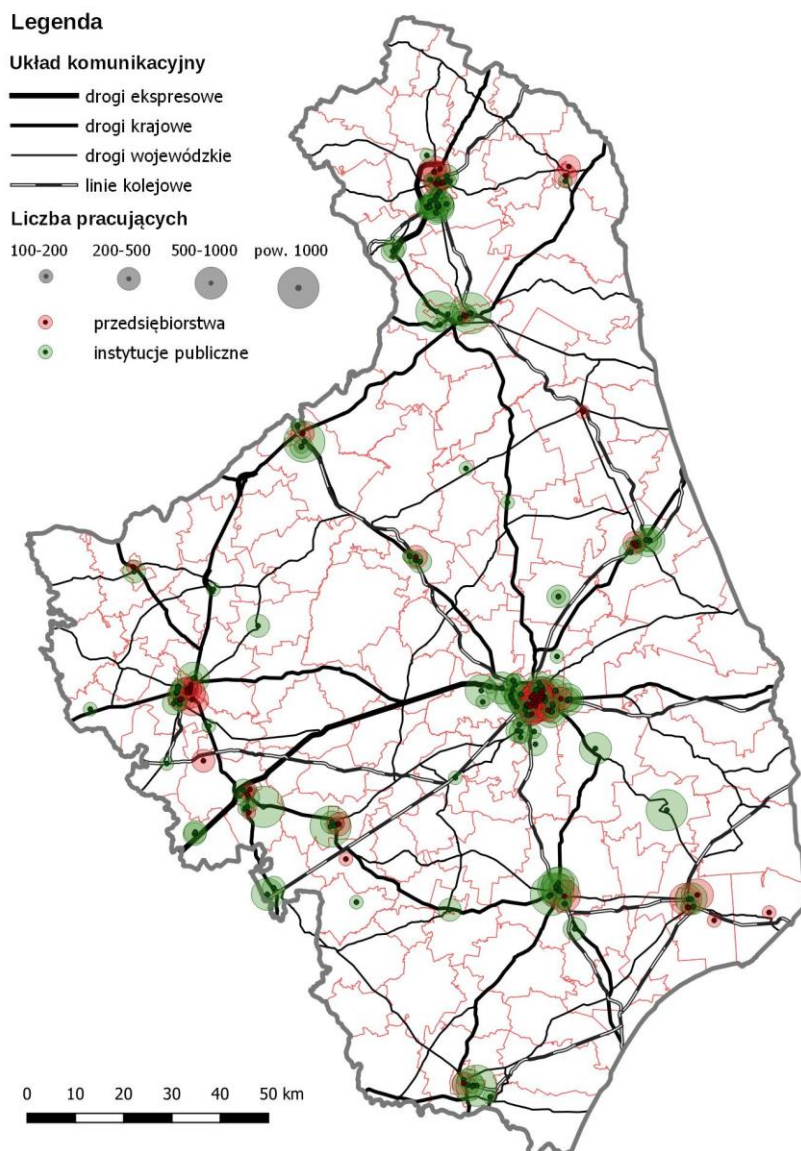 Legenda
Układ komunikacyjny
drogi ekspresowe
drogi krajowe
drogi wojewódzkie
linie kolejowe
Liczba pracujących
100-200 200-500 500-1000 pow. 1000
przedsiębiorstwa
instytucje publiczne
0 10 20 30 40 50 km